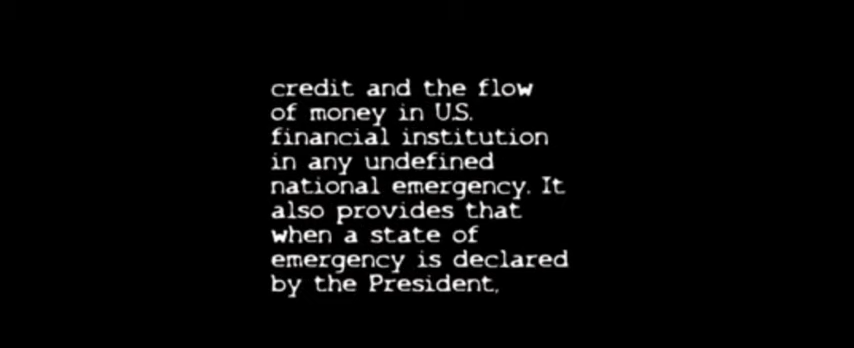 credit and the flow
of money in U.S.
financial institution
in any undefined
national emergency. It
also provides that
when a state of
emergency is declared
by the President,